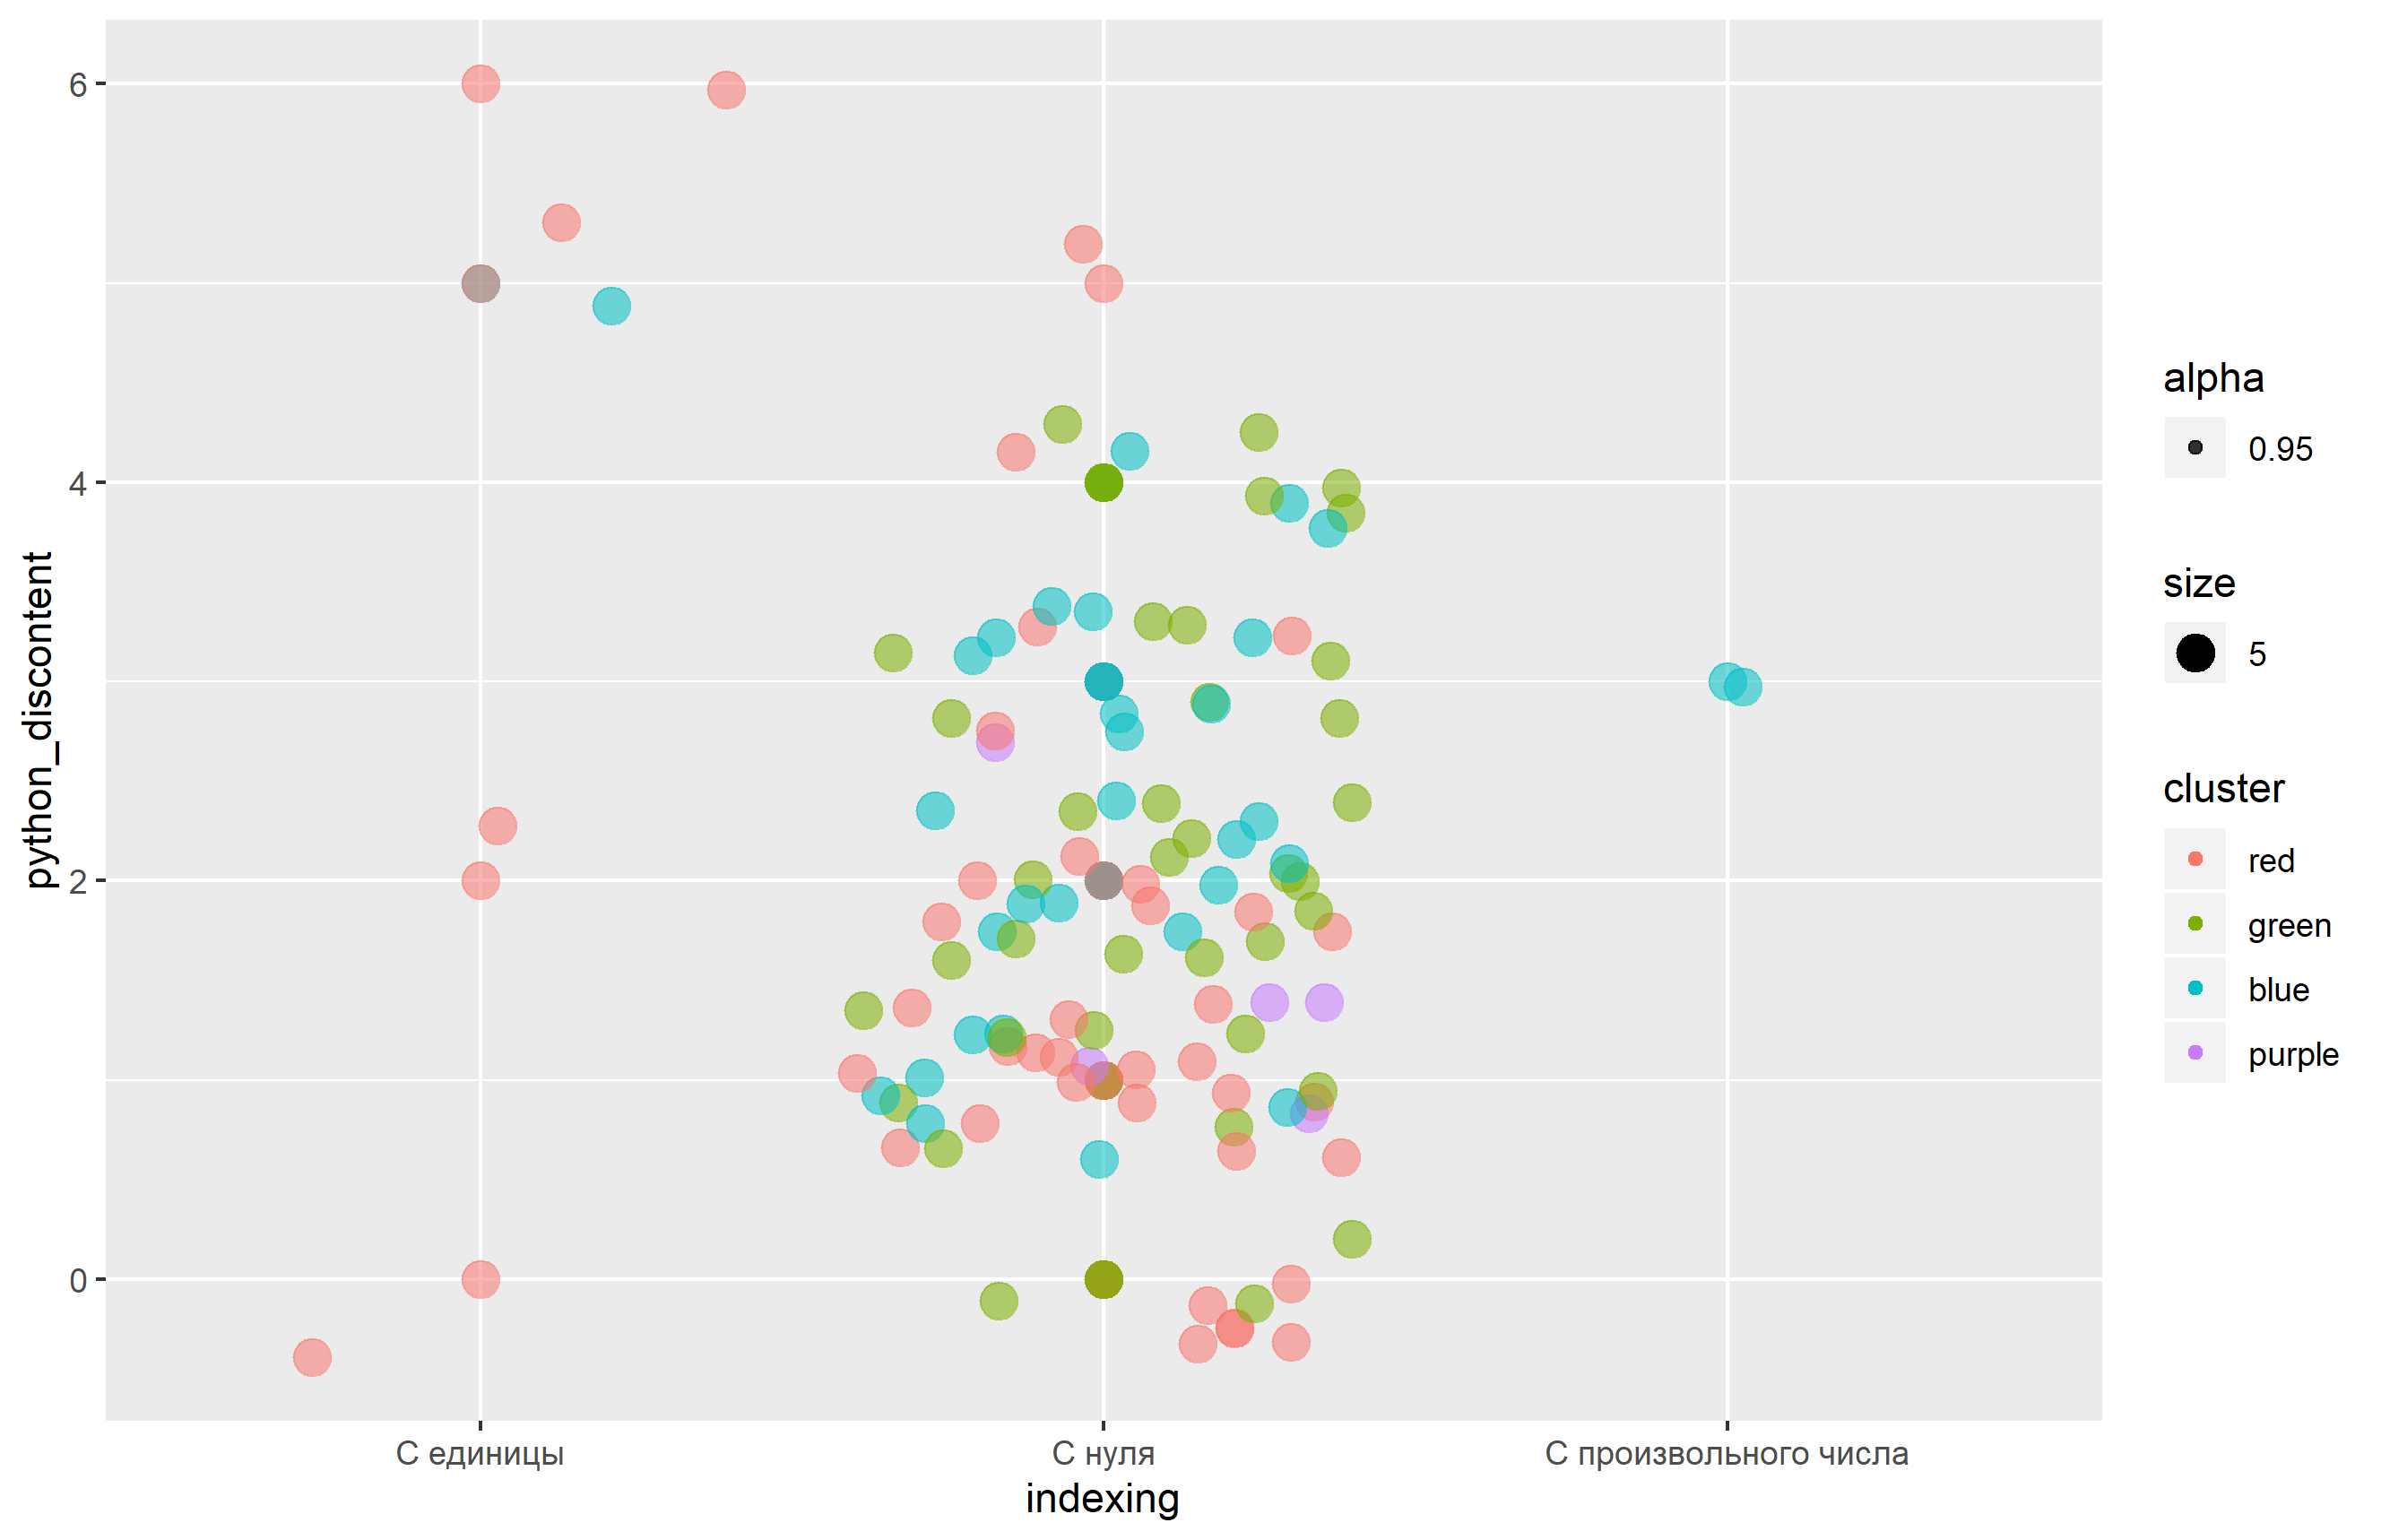 python_discontent
6
4
2
0
С единицы
С нуля
С произвольного числа
indexing
alpha
0.95
size
5
cluster
red
green
blue
purple